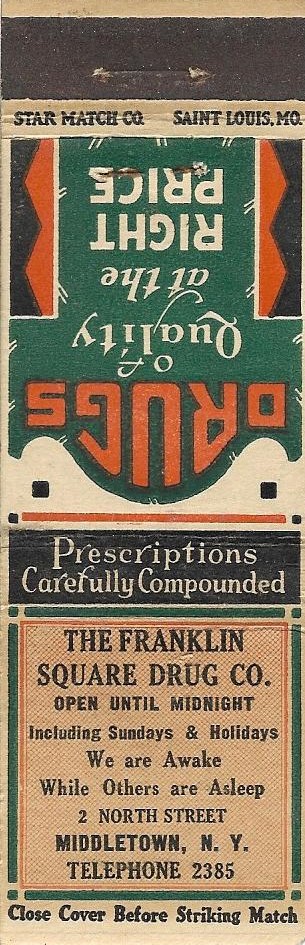 STAR MATCH CO. SAINT LOUIS, MO.
DRUGS
of
Quality
at the
RIGHT
PRICE
Prescriptions
Carefully Compounded
THE FRANKLIN
SQUARE DRUG CO.
OPEN UNTIL MIDNIGHT
Including Sundays & Holidays
We are Awake
While Others are Asleep
2 NORTH STREET
MIDDLETOWN, N. Y.
TELEPHONE 2385
Close Cover Before Striking Match